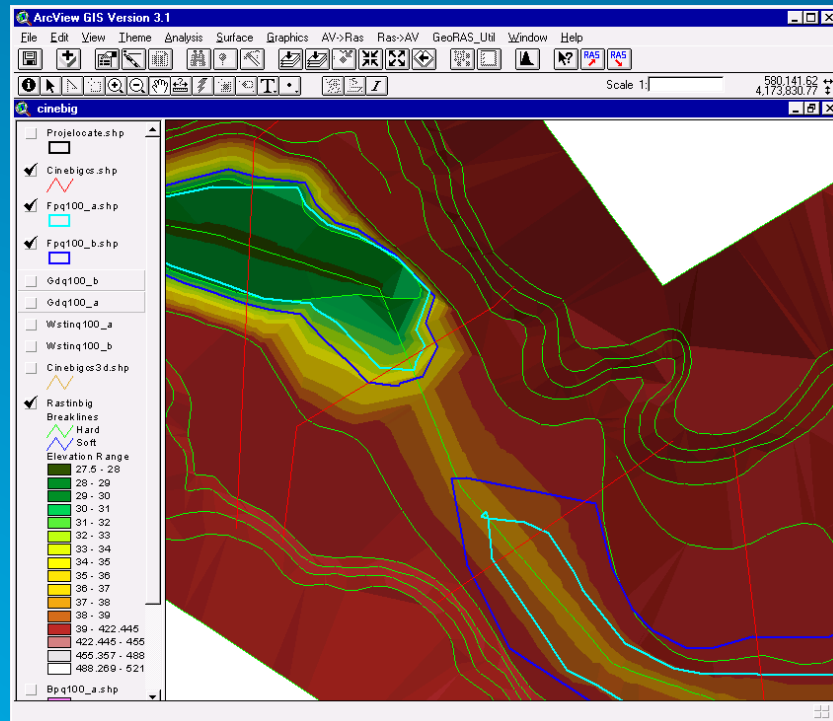 ArcView GIS Version 3.1
File Edit View Theme Analysis Surface Graphics AV->Ras Ras->AV GeoRAS_Util Window Help
RAS RAS
T
I
Scale 1:
580,141.62
4,173,830.77
cinebig
Projelocate.shp
Cinebigcs.shp
Fpq100_a.shp
Fpq100_b.shp
Gdq100_b
Gdq100_a
Wstinq100_a
Wstinq100_b
Cinebigcs3d.shp
Rastinbig
Breaklines
Hard
Soft
Elevation Range
27.5 - 28
28 - 29
29 - 30
30 - 31
31 - 32
32 - 33
33 - 34
34 - 35
35 - 36
36 - 37
37 - 38
38 - 39
39 - 422.445
422.445 - 455
455.357 - 488
488.269 - 521
Bpq100_a.shp